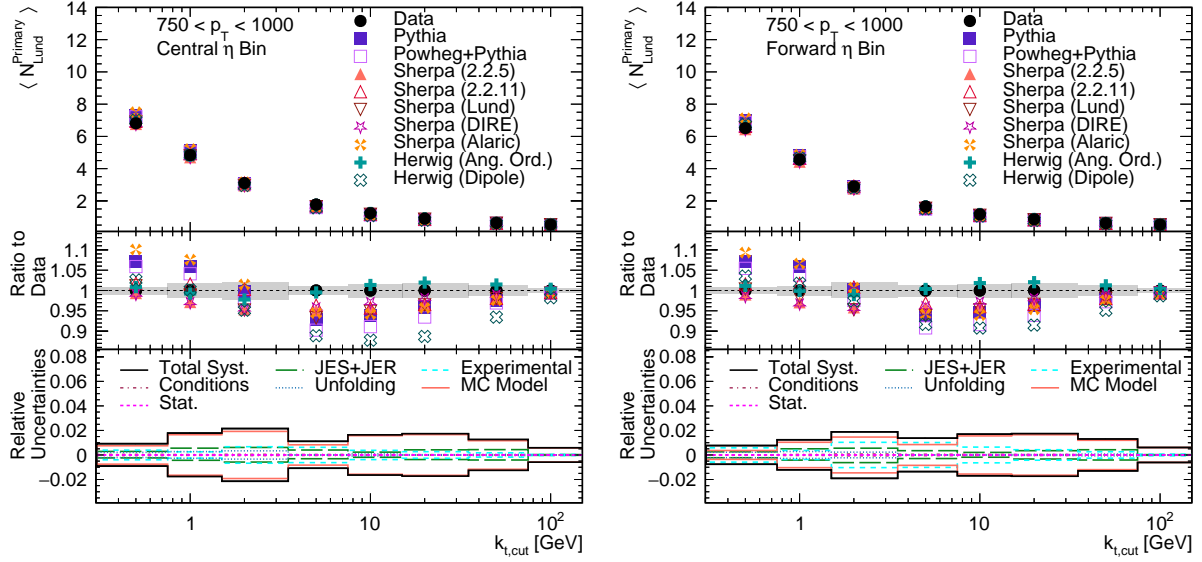 ⟨ N_Lund^Primary ⟩
14
12
10
8
6
4
2
750 < p_T < 1000
Central η Bin
Data
Pythia
Powheg+Pythia
Sherpa (2.2.5)
Sherpa (2.2.11)
Sherpa (Lund)
Sherpa (DIRE)
Sherpa (Alaric)
Herwig (Ang. Ord.)
Herwig (Dipole)
Ratio to
Data
1.1
1.05
1
0.95
0.9
Relative
Uncertainties
0.08
0.06
0.04
0.02
0
−0.02
Total Syst.
JES+JER
Experimental
Conditions
Unfolding
MC Model
Stat.
1
10
10²
k_t,cut [GeV]
⟨ N_Lund^Primary ⟩
14
12
10
8
6
4
2
750 < p_T < 1000
Forward η Bin
Data
Pythia
Powheg+Pythia
Sherpa (2.2.5)
Sherpa (2.2.11)
Sherpa (Lund)
Sherpa (DIRE)
Sherpa (Alaric)
Herwig (Ang. Ord.)
Herwig (Dipole)
Ratio to
Data
1.1
1.05
1
0.95
0.9
Relative
Uncertainties
0.08
0.06
0.04
0.02
0
−0.02
Total Syst.
JES+JER
Experimental
Conditions
Unfolding
MC Model
Stat.
1
10
10²
k_t,cut [GeV]